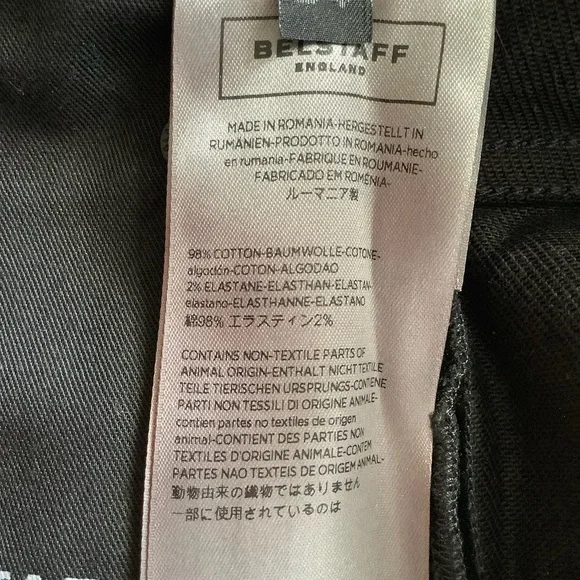 BELSTAFF
ENGLAND
MADE IN ROMANIA-HERGESTELLT IN
RUMÄNIEN-PRODOTTO IN ROMANIA-hecho
en rumania-FABRIQUÉ EN ROUMANIE-
FABRICADO EM ROMÉNIA-
ルーマニア製
98% COTTON-BAUMWOLLE-COTONE-
algodón-COTON-ALGODAO
2% ELASTANE-ELASTHAN-ELASTAN-
elastano-ELASTHANNE-ELASTANO
綿98% エラスティン2%
CONTAINS NON-TEXTILE PARTS OF
ANIMAL ORIGIN-ENTHALT NICHT TEXTILE
TEILE TIERISCHEN URSPRUNGS-CONTIENE
PARTI NON TESSILI DI ORIGINE ANIMALE-
contien partes no textiles de origen
animal-CONTIENT DES PARTIES NON
TEXTILES D'ORIGINE ANIMALE-CONTEM
PARTES NAO TEXTEIS DE ORIGEM ANIMAL-
動物由来の織物ではありません
一部に使用されているのは